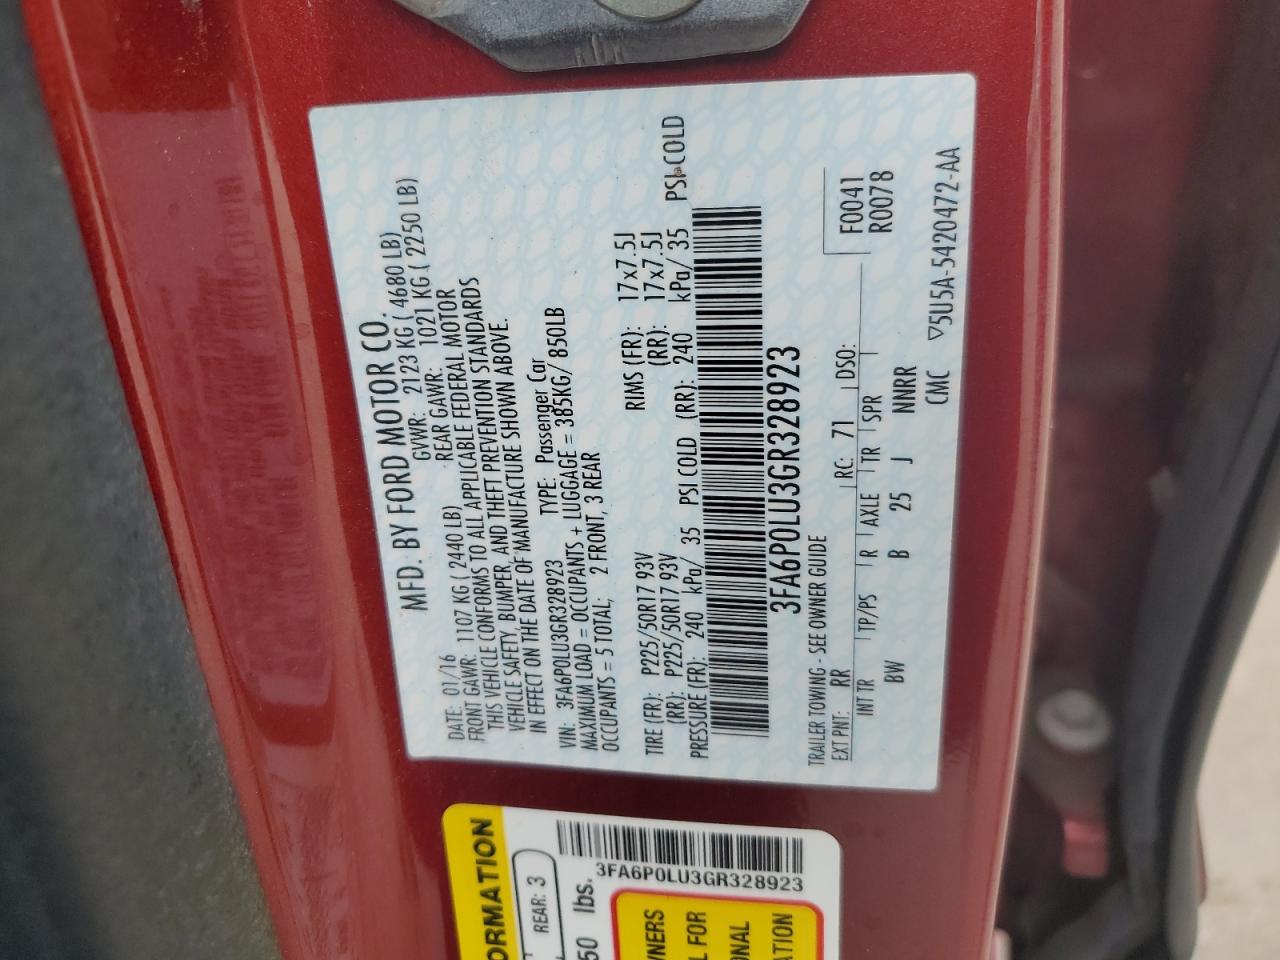 MFD. BY FORD MOTOR CO.
DATE: 01/16 GVWR: 2123 KG ( 4680 LB)
FRONT GAWR: 1107 KG ( 2440 LB) REAR GAWR: 1021 KG ( 2250 LB)
THIS VEHICLE CONFORMS TO ALL APPLICABLE FEDERAL MOTOR
VEHICLE SAFETY, BUMPER, AND THEFT PREVENTION STANDARDS
IN EFFECT ON THE DATE OF MANUFACTURE SHOWN ABOVE.
VIN: 3FA6P0LU3GR328923 TYPE: Passenger Car
MAXIMUM LOAD = OCCUPANTS + LUGGAGE = 385KG/ 850LB
OCCUPANTS = 5 TOTAL, 2 FRONT, 3 REAR
TIRE (FR): P225/50R17 93V RIMS (FR): 17x7.5J
(RR): P225/50R17 93V (RR): 17x7.5J
PRESSURE (FR): 240 kPa/ 35 PSI COLD (RR): 240 kPa/ 35 PSI COLD
3FA6P0LU3GR328923
TRAILER TOWING - SEE OWNER GUIDE
EXT PNT: RR RC: 71 DSO: F0041
R0078
INT TR TP/PS R AXLE TR SPR
BW B 25 J NNRR
CMC ▽5U5A-5420472-AA
ORMATION
REAR: 3
50 lbs.
3FA6P0LU3GR328923
WNERS
L FOR
ONAL
ATION